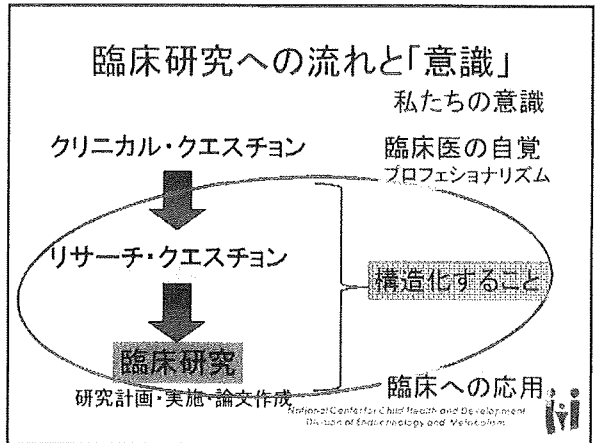 臨床研究への流れと「意識」
私たちの意識
クリニカル・クエスチョン
臨床医の自覚
プロフェショナリズム
リサーチ・クエスチョン
構造化すること
臨床研究
研究計画・実施・論文作成
臨床への応用
National Center for Child Health and Development
Division of Endocrinology and Metabolism